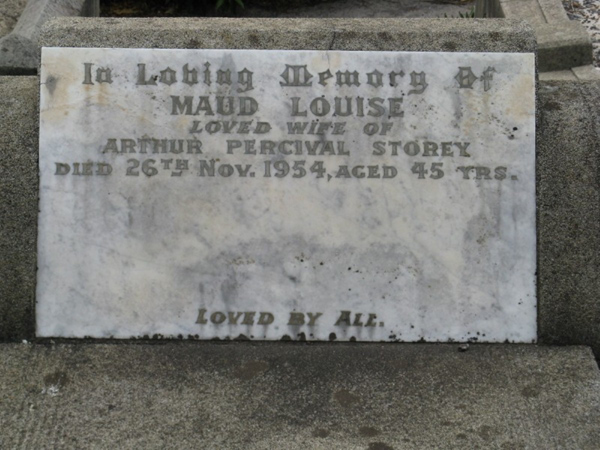 In Loving Memory Of
MAUD LOUISE
LOVED WIFE OF
ARTHUR PERCIVAL STOREY
DIED 26TH NOV. 1954, AGED 45 YRS.
LOVED BY ALL.